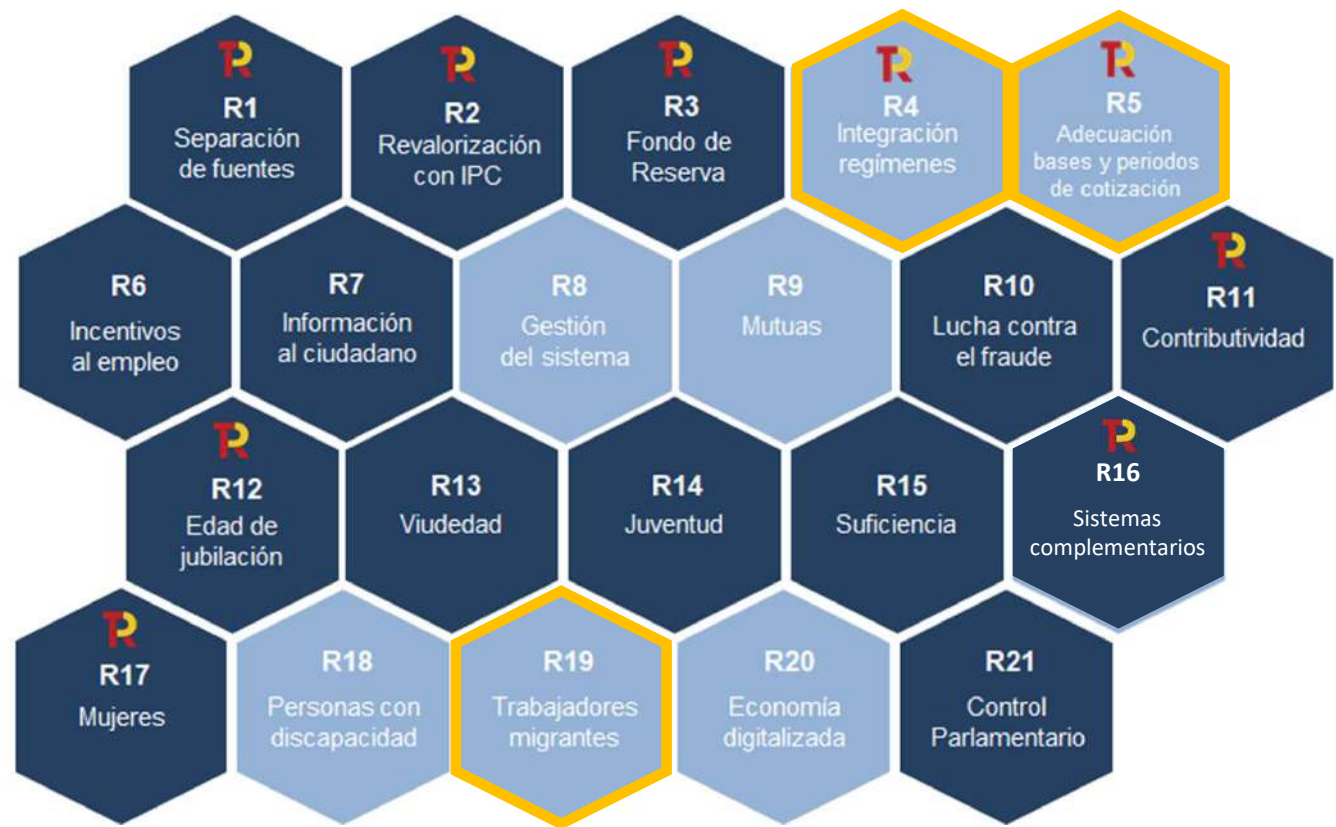 R1
Separación
de fuentes
R2
Revalorización
con IPC
R3
Fondo de
Reserva
R4
Integración
regímenes
R5
Adecuación
bases y periodos
de cotización
R6
Incentivos
al empleo
R7
Información
al ciudadano
R8
Gestión
del sistema
R9
Mutuas
R10
Lucha contra
el fraude
R11
Contributividad
R12
Edad de
jubilación
R13
Viudedad
R14
Juventud
R15
Suficiencia
R16
Sistemas
complementarios
R17
Mujeres
R18
Personas con
discapacidad
R19
Trabajadores
migrantes
R20
Economía
digitalizada
R21
Control
Parlamentario